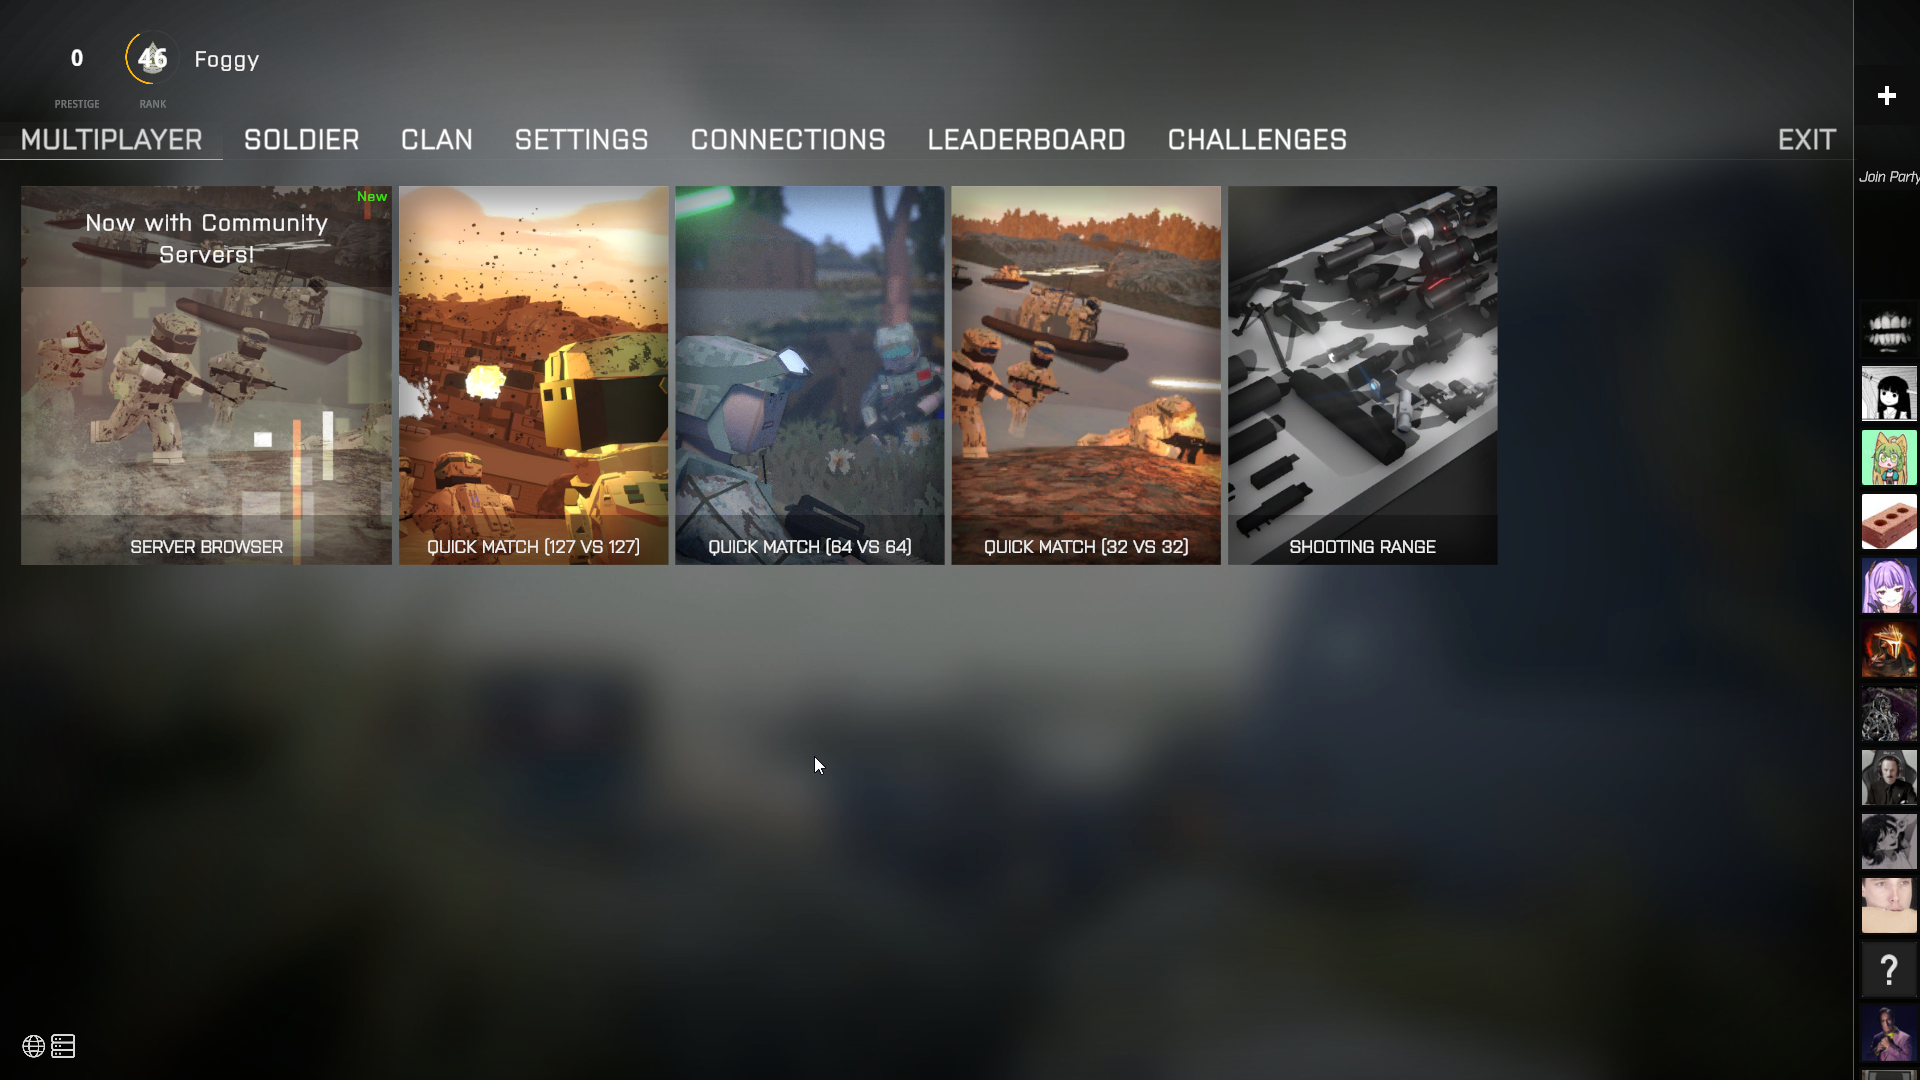 0
46
Foggy
PRESTIGE
RANK
MULTIPLAYER
SOLDIER
CLAN
SETTINGS
CONNECTIONS
LEADERBOARD
CHALLENGES
EXIT
Join Party
New
Now with Community
Servers!
SERVER BROWSER
QUICK MATCH (127 VS 127)
QUICK MATCH (64 VS 64)
QUICK MATCH (32 VS 32)
SHOOTING RANGE
?